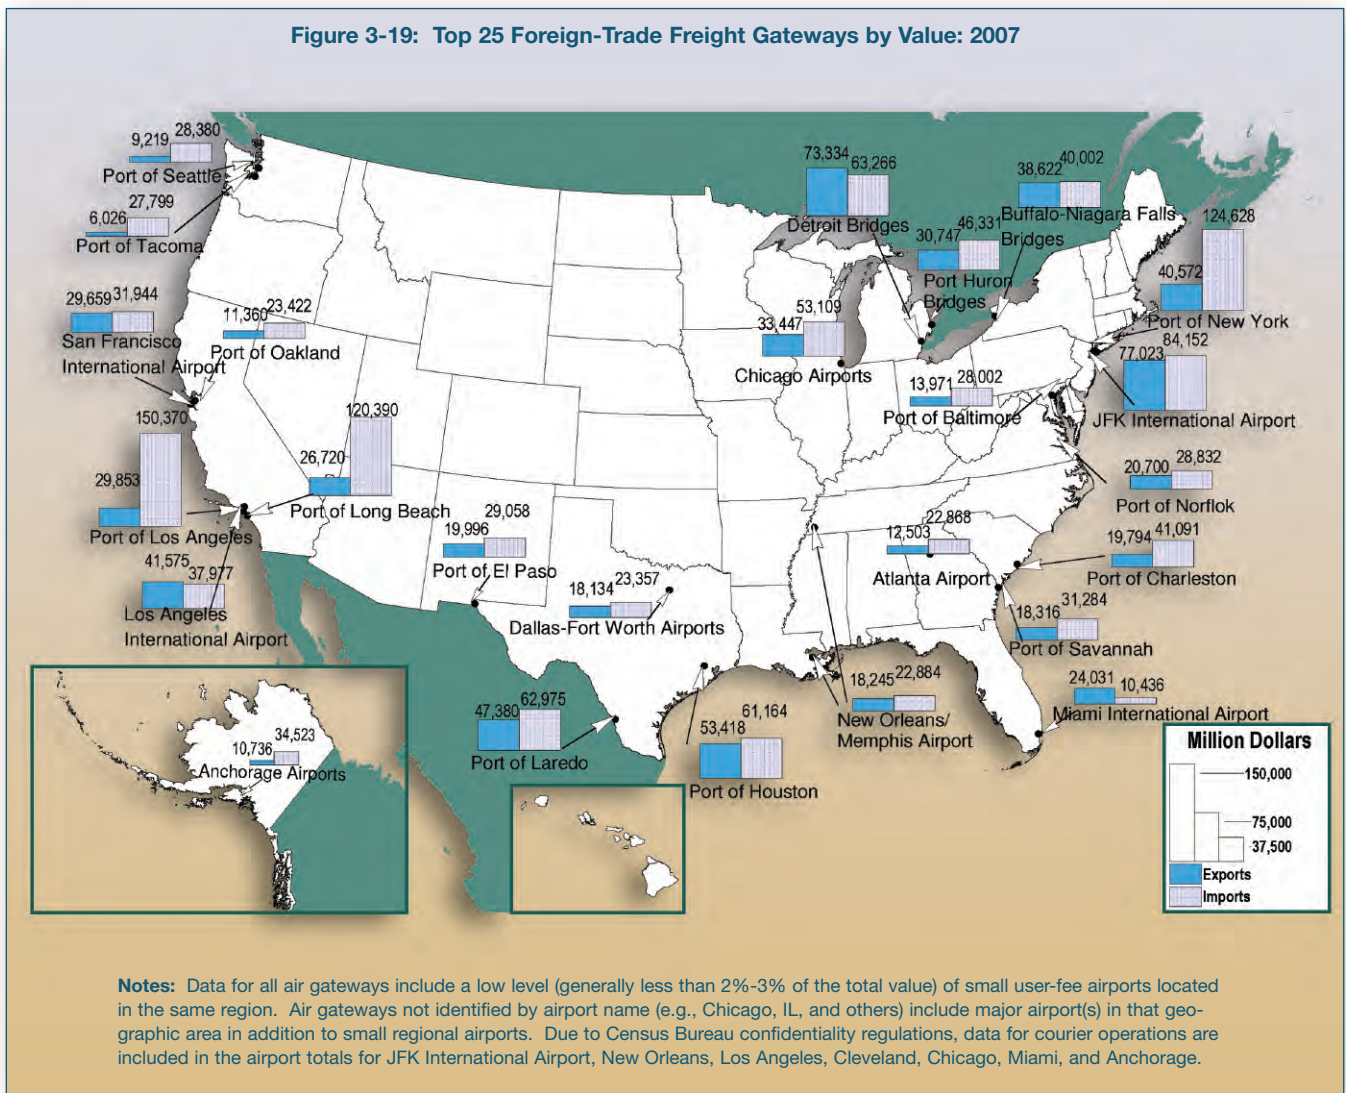 Figure 3-19: Top 25 Foreign-Trade Freight Gateways by Value: 2007
9,219 28,380
Port of Seattle
27,799
6,026
Port of Tacoma
29,659 31,944
San Francisco
International Airport
11,360 23,422
Port of Oakland
150,370
29,853
Port of Los Angeles
120,390
26,720
Port of Long Beach
41,575
37,977
Los Angeles
International Airport
29,058
19,996
Port of El Paso
18,134 23,357
Dallas-Fort Worth Airports
73,334
63,266
Detroit Bridges
30,747 46,331
Port Huron
Bridges
38,622 40,002
Buffalo-Niagara Falls
Bridges
124,628
40,572
Port of New York
84,152
77,023
JFK International Airport
53,109
33,447
Chicago Airports
13,971 28,002
Port of Baltimore
20,700 28,832
Port of Norflok
22,868
12,503
Atlanta Airport
19,794 41,091
Port of Charleston
18,316 31,284
Port of Savannah
24,031 10,436
Miami International Airport
18,245 22,884
New Orleans/
Memphis Airport
47,380 62,975
Port of Laredo
61,164
53,418
Port of Houston
34,523
10,736
Anchorage Airports
Million Dollars
150,000
75,000
37,500
Exports
Imports
Notes: Data for all air gateways include a low level (generally less than 2%-3% of the total value) of small user-fee airports located
in the same region. Air gateways not identified by airport name (e.g., Chicago, IL, and others) include major airport(s) in that geo-
graphic area in addition to small regional airports. Due to Census Bureau confidentiality regulations, data for courier operations are
included in the airport totals for JFK International Airport, New Orleans, Los Angeles, Cleveland, Chicago, Miami, and Anchorage.